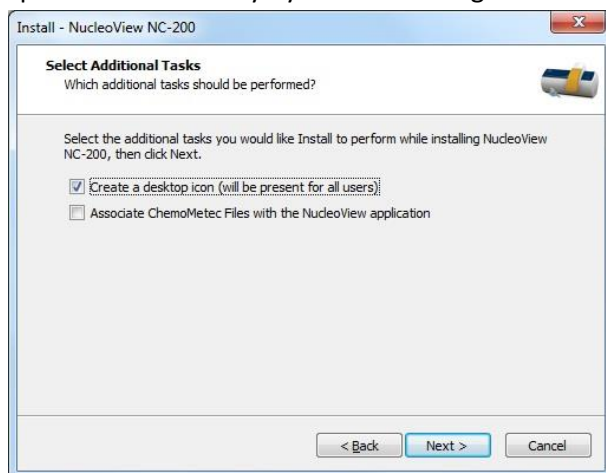 Install - NucleoView NC-200
Select Additional Tasks
Which additional tasks should be performed?
Select the additional tasks you would like Install to perform while installing NucleoView
NC-200, then click Next.
Create a desktop icon (will be present for all users)
Associate ChemoMetec Files with the NucleoView application
< Back
Next >
Cancel